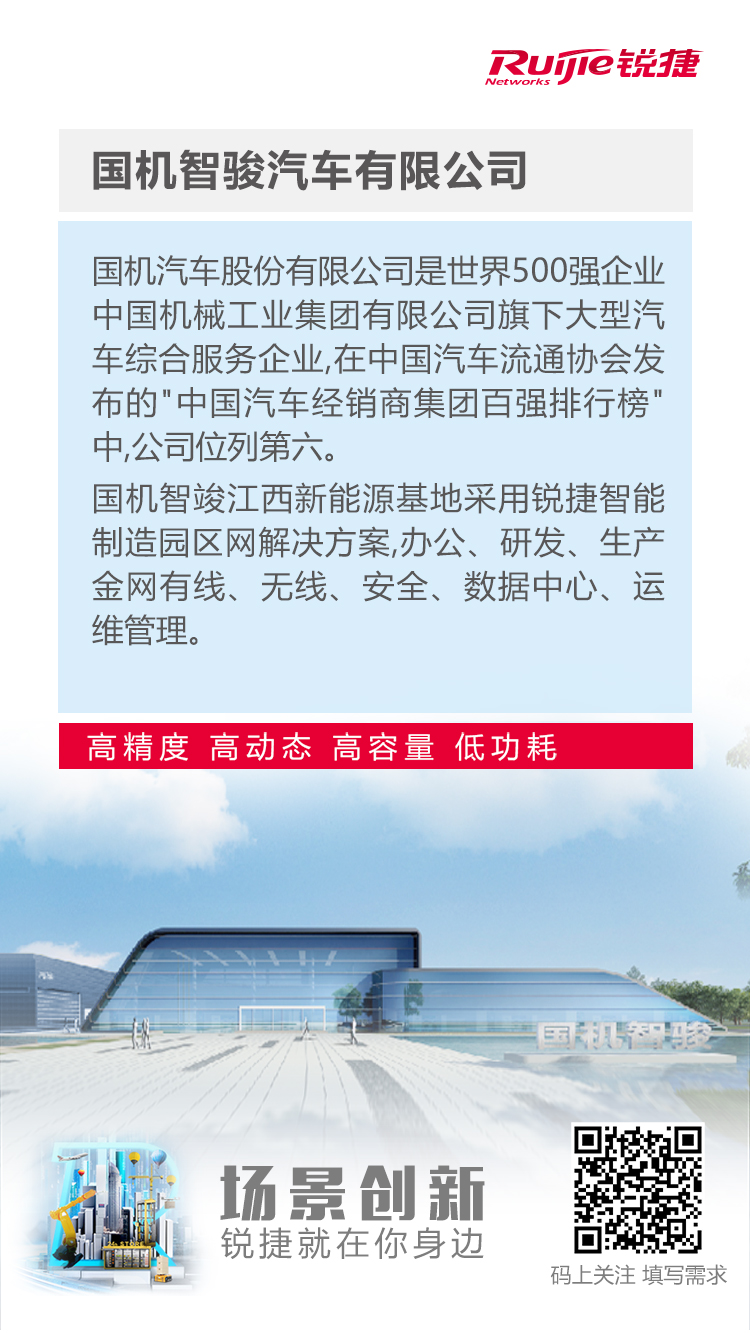 Ruijie锐捷
Networks
国机智骏汽车有限公司
国机汽车股份有限公司是世界500强企业
中国机械工业集团有限公司旗下大型汽
车综合服务企业,在中国汽车流通协会发
布的"中国汽车经销商集团百强排行榜"
中,公司位列第六。
国机智竣江西新能源基地采用锐捷智能
制造园区网解决方案,办公、研发、生产
金网有线、无线、安全、数据中心、运
维管理。
高精度 高动态 高容量 低功耗
国机智骏
场景创新
锐捷就在你身边
码上关注 填写需求